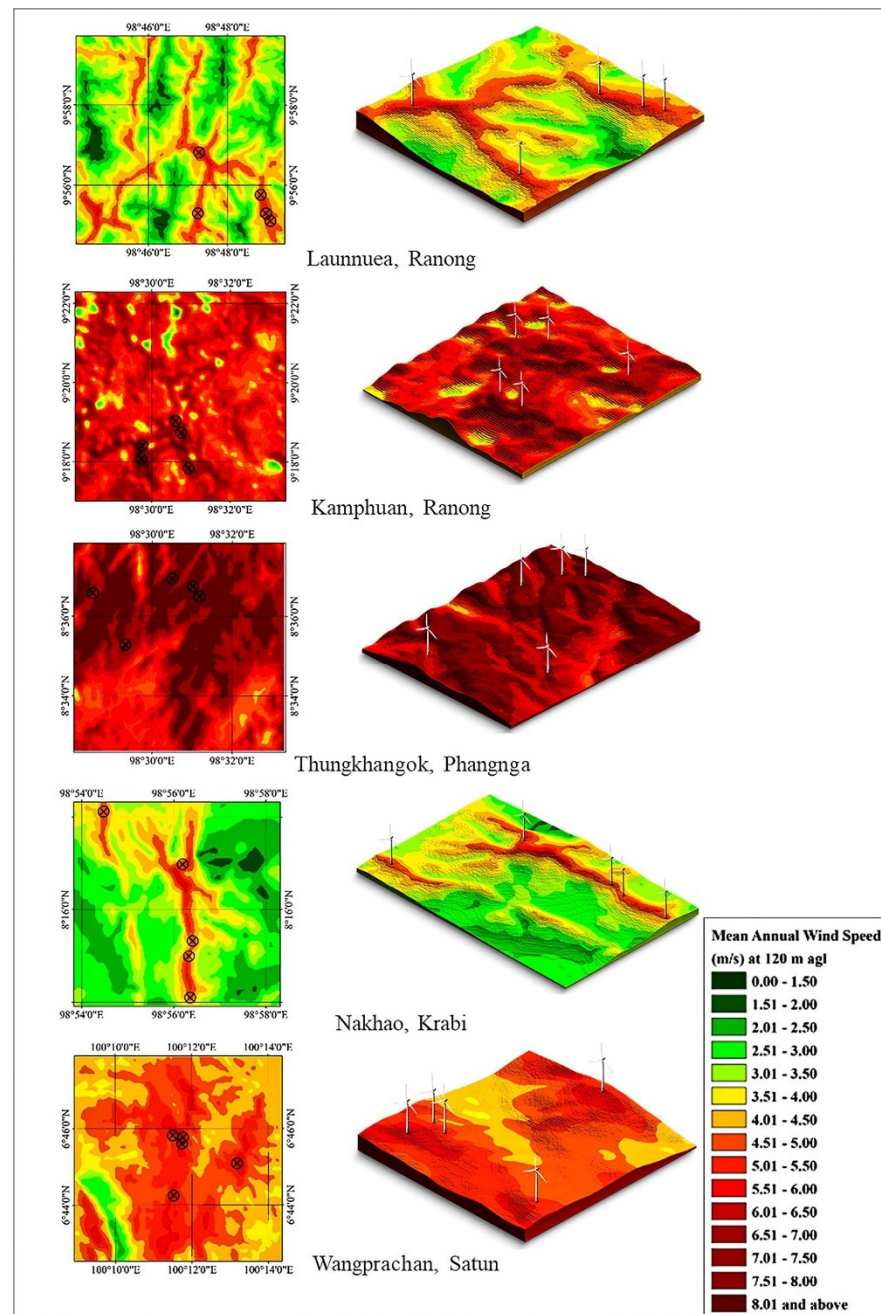 98°46'0"E 98°48'0"E
9°58'0"N 9°58'0"N
9°56'0"N 9°56'0"N
98°46'0"E 98°48'0"E
Launnuea, Ranong
98°30'0"E 98°32'0"E
9°22'0"N 9°22'0"N
9°20'0"N 9°20'0"N
9°18'0"N 9°18'0"N
98°30'0"E 98°32'0"E
Kamphuan, Ranong
98°30'0"E 98°32'0"E
8°36'0"N 8°36'0"N
8°34'0"N 8°34'0"N
98°30'0"E 98°32'0"E
Thungkhangok, Phangnga
98°54'0"E 98°56'0"E 98°58'0"E
8°16'0"N 8°16'0"N
98°54'0"E 98°56'0"E 98°58'0"E
Nakhao, Krabi
100°10'0"E 100°12'0"E 100°14'0"E
6°46'0"N 6°46'0"N
6°44'0"N 6°44'0"N
100°10'0"E 100°12'0"E 100°14'0"E
Wangprachan, Satun
Mean Annual Wind Speed
(m/s) at 120 m agl
0.00 - 1.50
1.51 - 2.00
2.01 - 2.50
2.51 - 3.00
3.01 - 3.50
3.51 - 4.00
4.01 - 4.50
4.51 - 5.00
5.01 - 5.50
5.51 - 6.00
6.01 - 6.50
6.51 - 7.00
7.01 - 7.50
7.51 - 8.00
8.01 and above